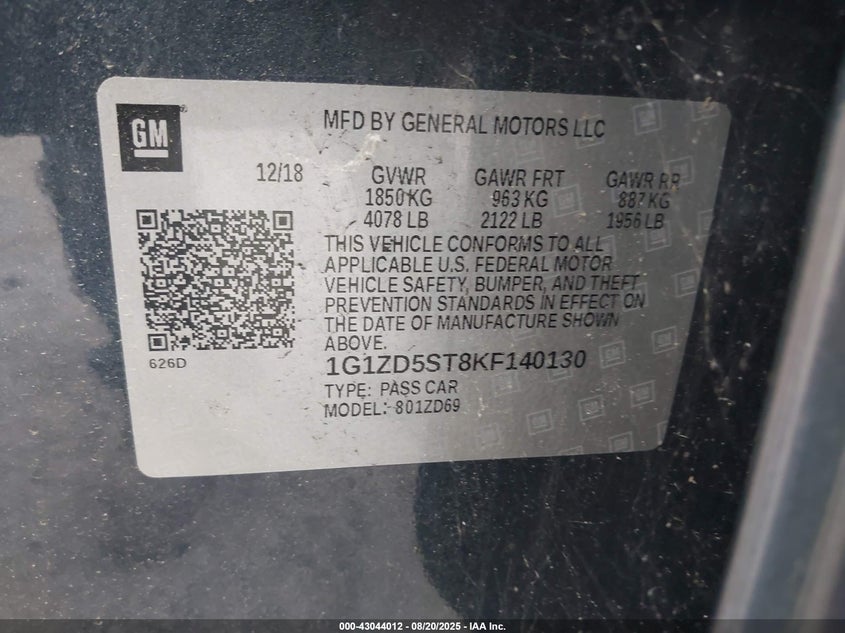 GM
MFD BY GENERAL MOTORS LLC
12/18 GVWR GAWR FRT GAWR RR
1850 KG 963 KG 887 KG
4078 LB 2122 LB 1956 LB
THIS VEHICLE CONFORMS TO ALL
APPLICABLE U.S. FEDERAL MOTOR
VEHICLE SAFETY, BUMPER, AND THEFT
PREVENTION STANDARDS IN EFFECT ON
THE DATE OF MANUFACTURE SHOWN
ABOVE.
626D
1G1ZD5ST8KF140130
TYPE: PASS CAR
MODEL: 801ZD69
000-43044012 - 08/20/2025 - IAA Inc.